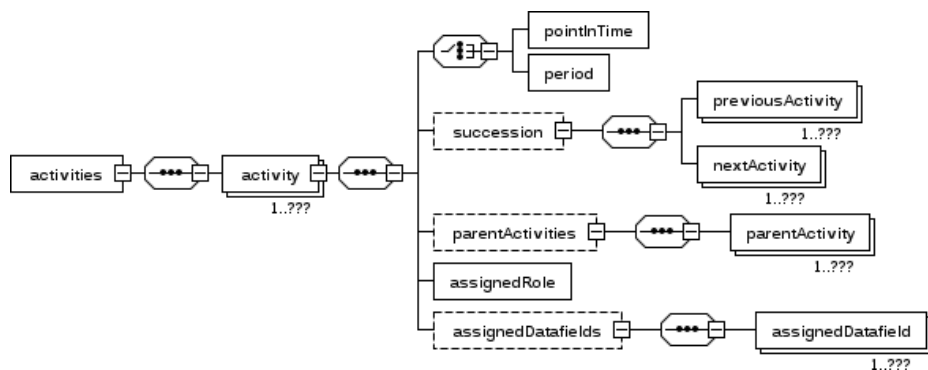 pointInTime
period
succession
previousActivity
1..???
nextActivity
1..???
activities
activity
1..???
parentActivities
parentActivity
1..???
assignedRole
assignedDatafields
assignedDatafield
1..???